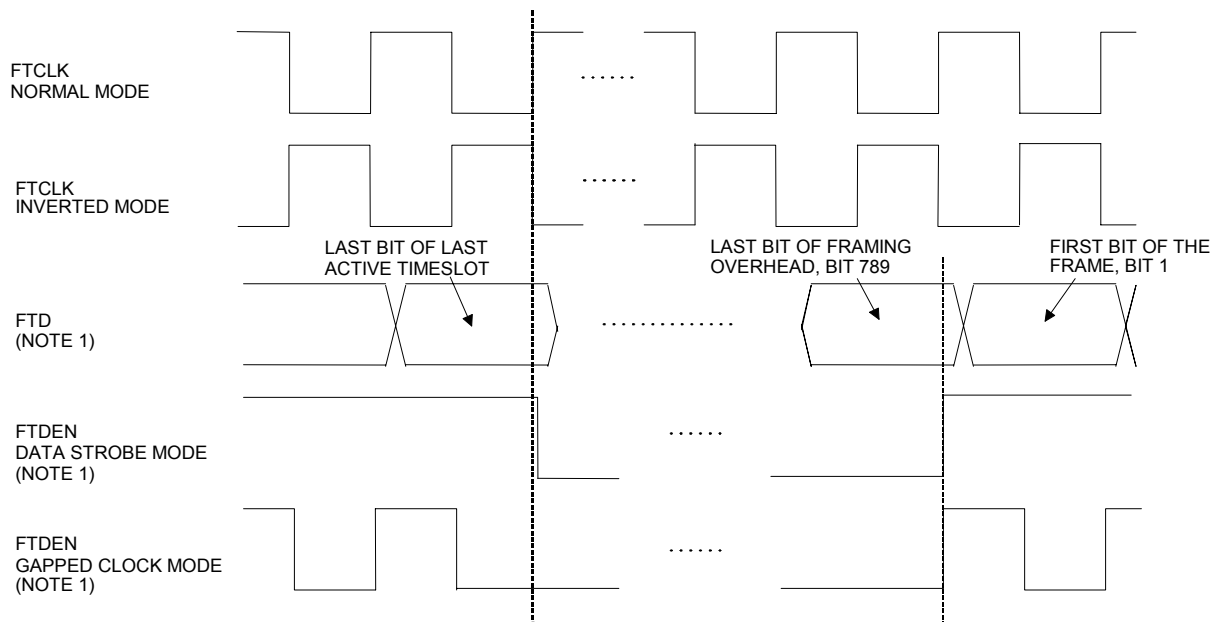 FTCLK
NORMAL MODE
FTCLK
INVERTED MODE
LAST BIT OF LAST
ACTIVE TIMESLOT
LAST BIT OF FRAMING
OVERHEAD, BIT 789
FIRST BIT OF THE
FRAME, BIT 1
FTD
(NOTE 1)
FTDEN
DATA STROBE MODE
(NOTE 1)
FTDEN
GAPPED CLOCK MODE
(NOTE 1)